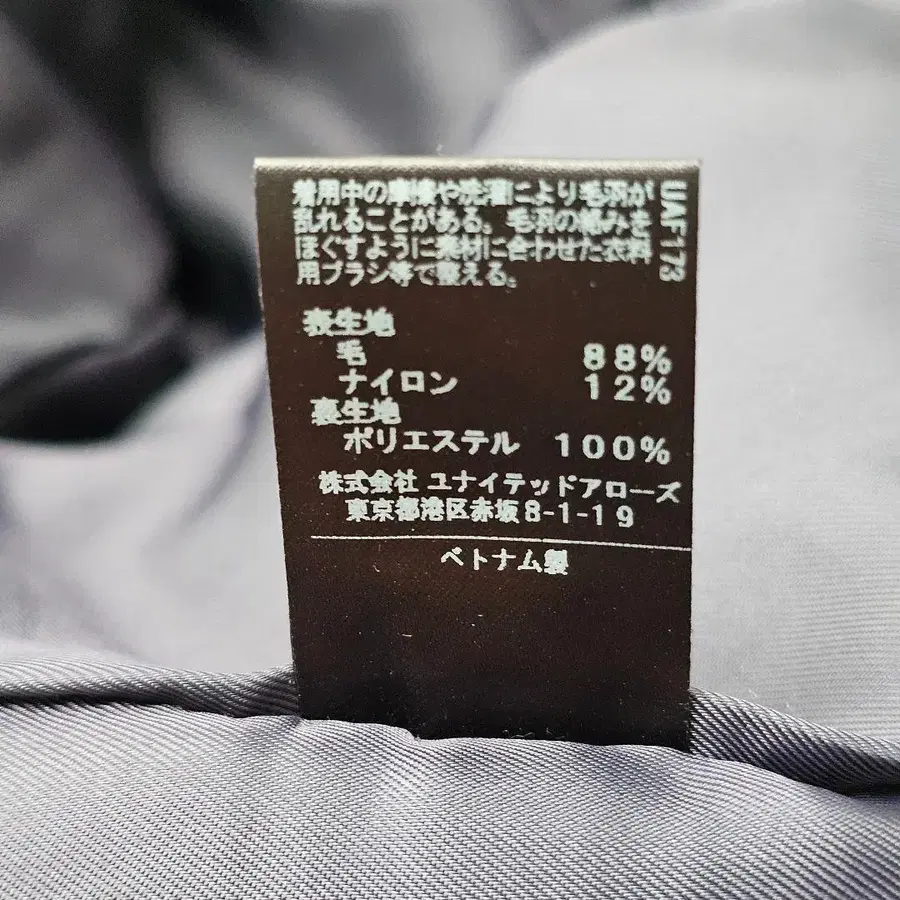 着用中の摩擦や洗濯により毛羽が
乱れることがある。毛羽の絡みを
ほぐすように素材に合わせた衣料
用ブラシ等で整える。
UAF173
表生地
毛 88%
ナイロン 12%
裏生地
ポリエステル 100%
株式会社 ユナイテッドアローズ
東京都港区赤坂8-1-19
ベトナム製